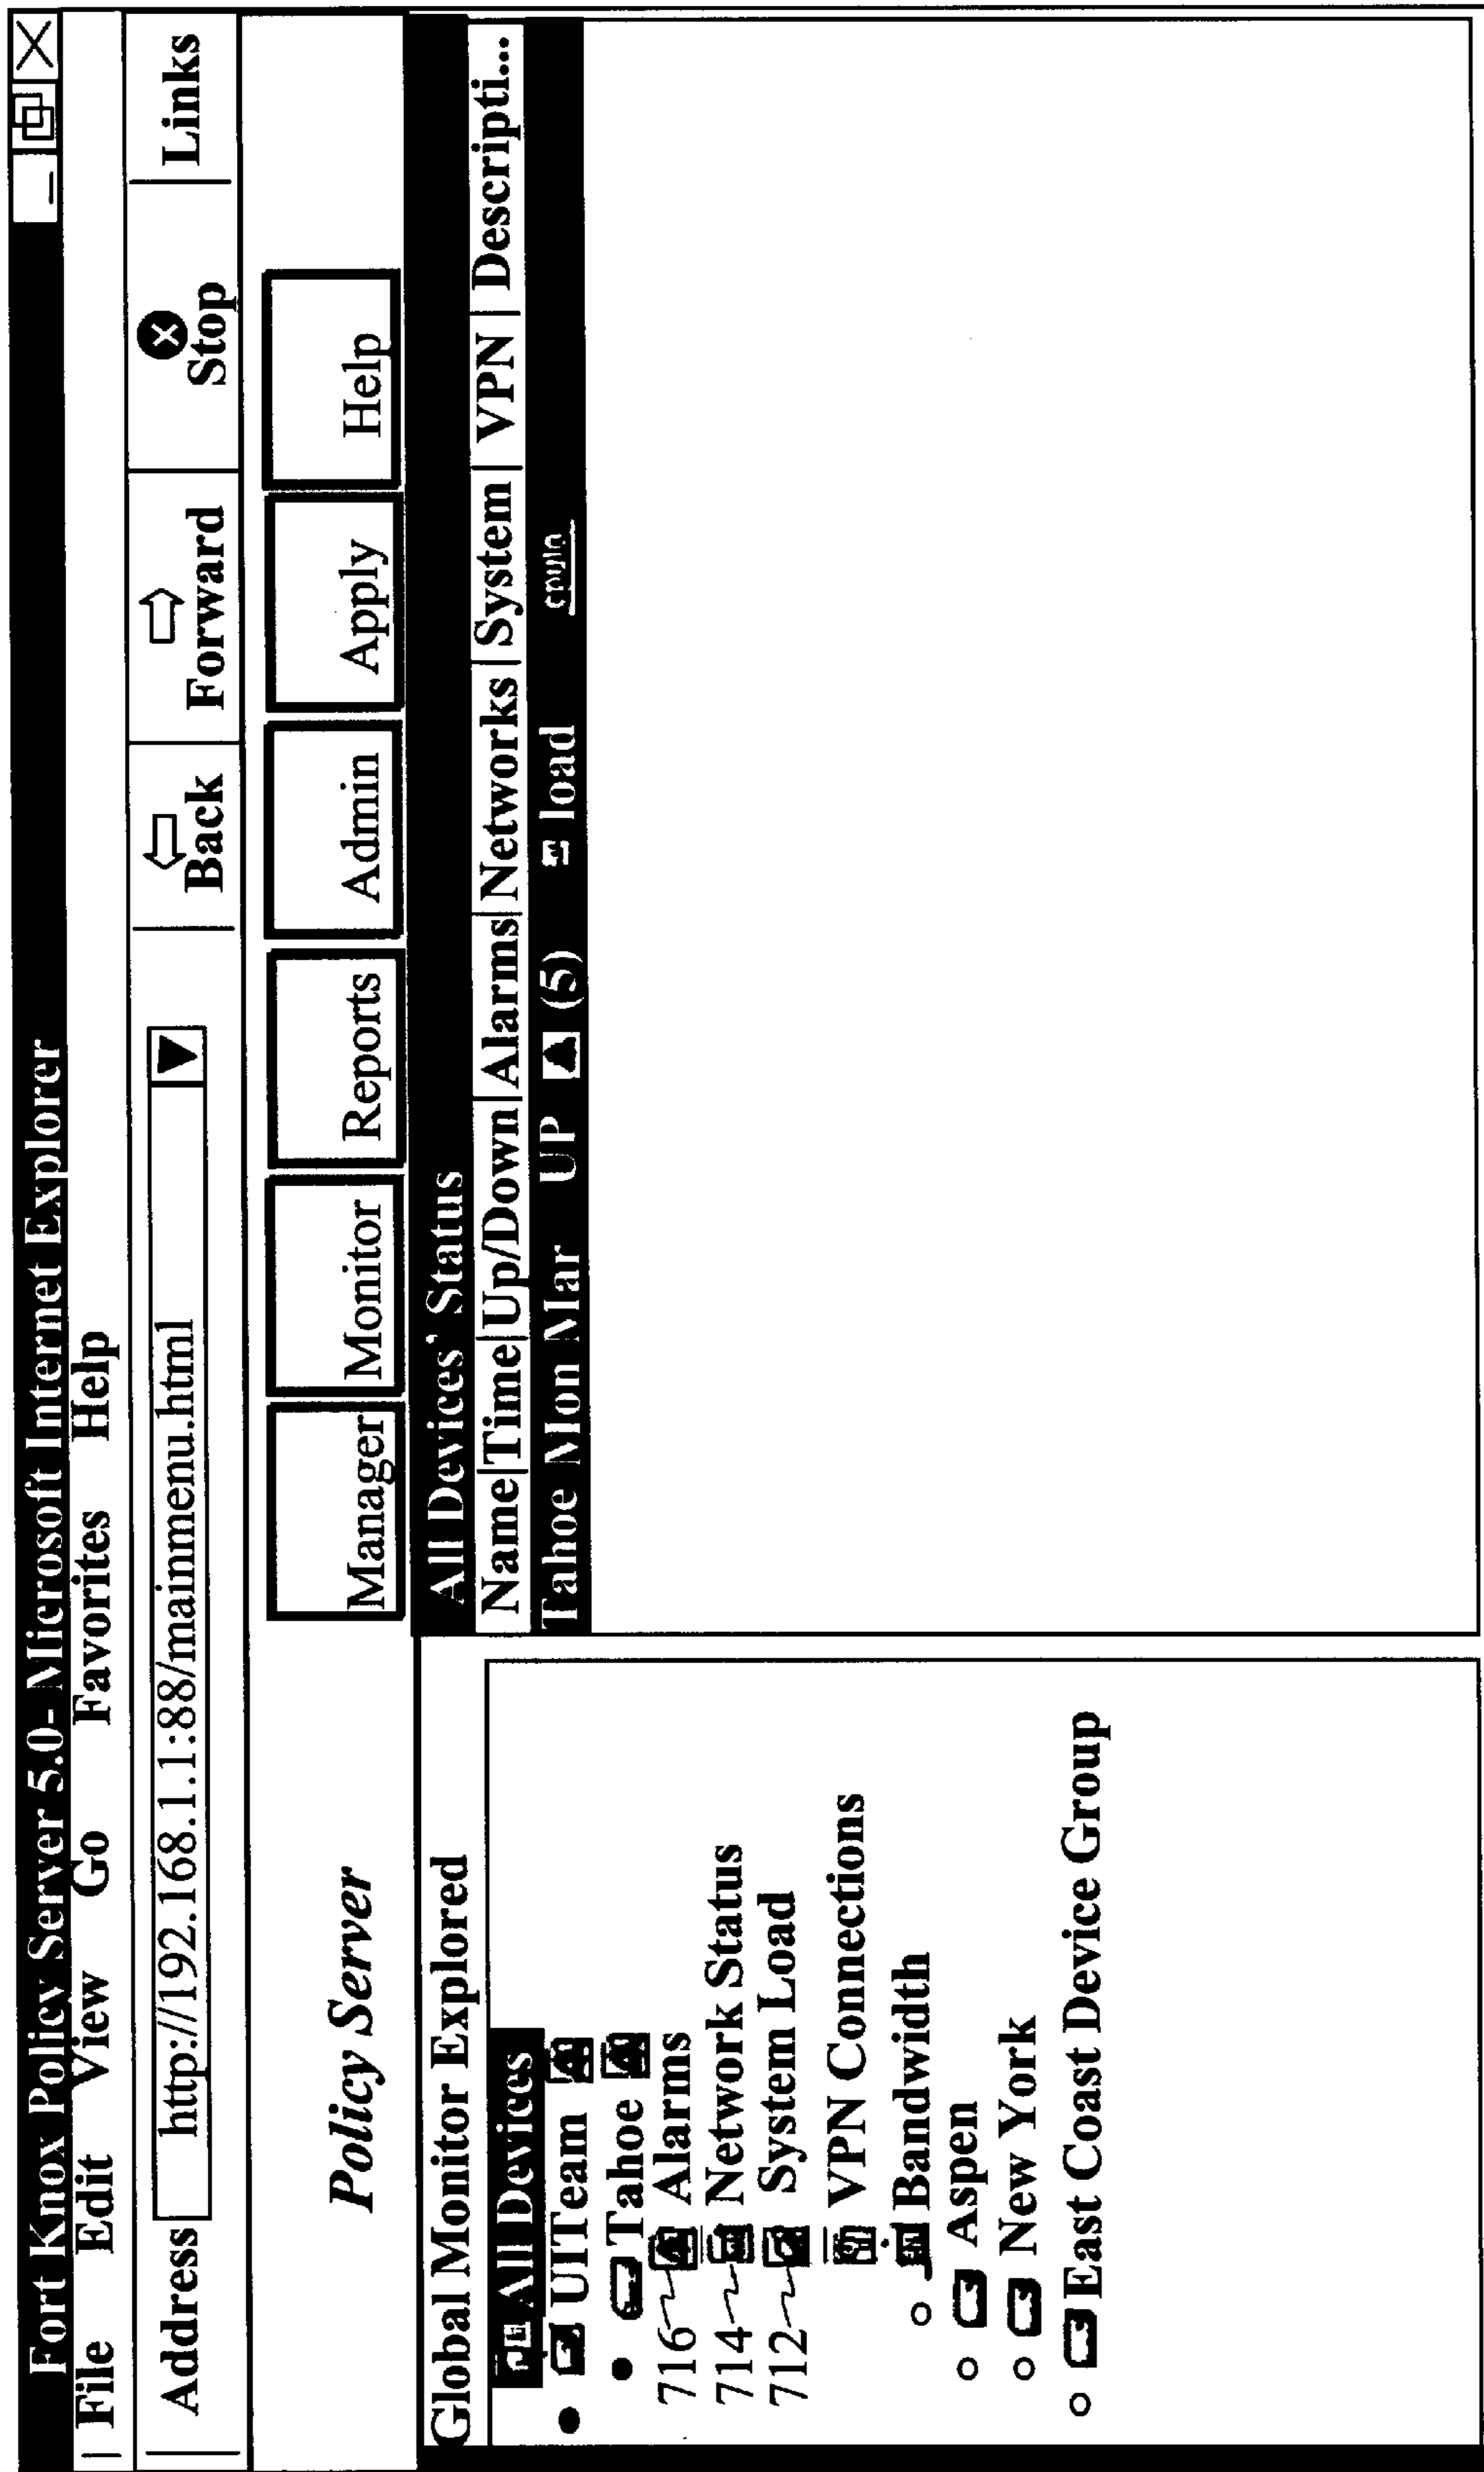 Fort Knox Policy Server 5.0- Microsoft Internet Explorer
File Edit View Go Favorites Help
Address http://192.168.1.1:88/mainmenu.html Back Forward Stop Links
Policy Server
Manager Monitor Reports Admin Apply Help
Global Monitor Explored
All Devices
UITeam
Tahoe
716 Alarms
714 Network Status
712 System Load
VPN Connections
Bandwidth
Aspen
New York
East Coast Device Group
All Devices' Status
Name|Time|Up/Down|Alarms|Networks|System|VPN|Descripti...
Tahoe Mon Mar UP (5) load